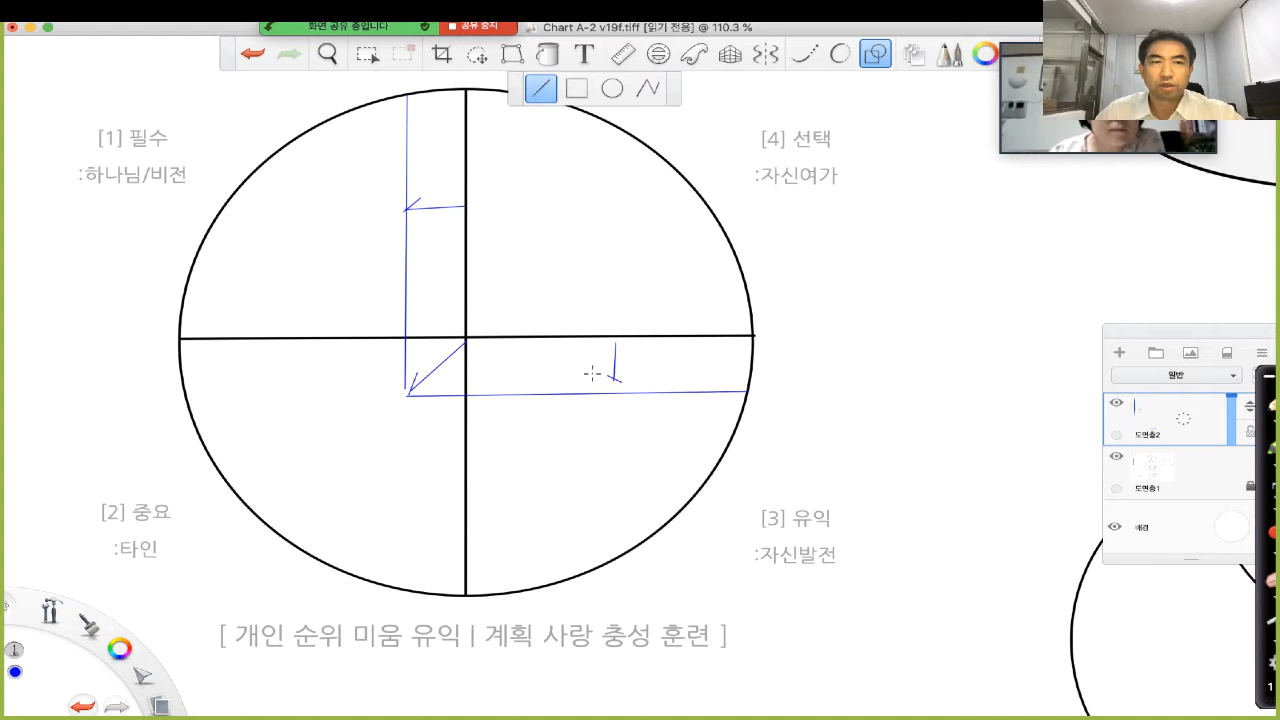 화면 공유 중입니다
공유 중지
Chart A-2 v19f.tiff [읽기 전용] @ 110.3 %
T
[1] 필수
:하나님/비전
[4] 선택
:자신여가
[2] 중요
:타인
[3] 유익
:자신발전
[ 개인 순위 미움 유익 | 계획 사랑 충성 훈련 ]
일반
도면층2
도면층1
배경
1